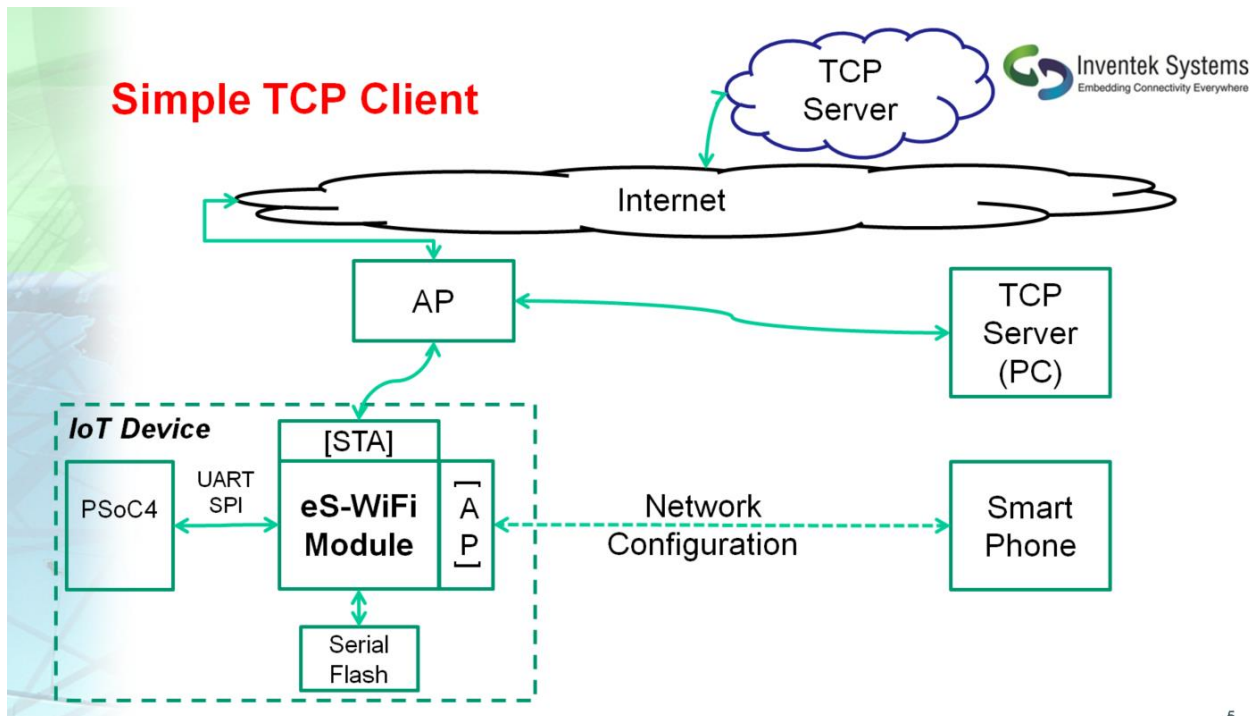 Simple TCP Client
TCP
Server
Inventek Systems
Embedding Connectivity Everywhere
Internet
AP
TCP
Server
(PC)
IoT Device
[STA]
PSoC4
UART
SPI
eS-WiFi
Module
[AP]
Network
Configuration
Smart
Phone
Serial
Flash
5